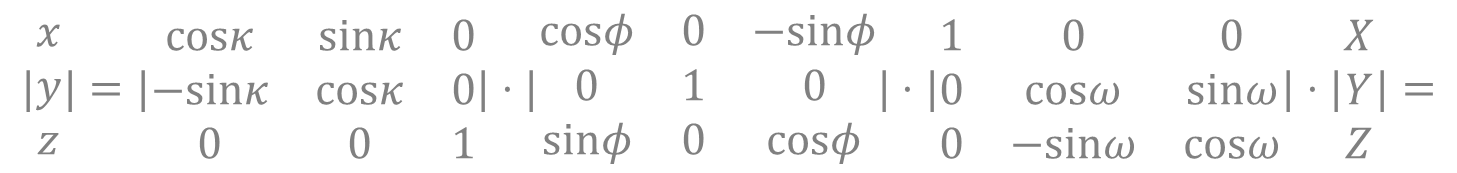 x cosκ sinκ 0 cosϕ 0 −sinϕ 1 0 0 X
|y| = |−sinκ cosκ 0| · | 0 1 0 | · |0 cosω sinω| · |Y| =
z 0 0 1 sinϕ 0 cosϕ 0 −sinω cosω Z